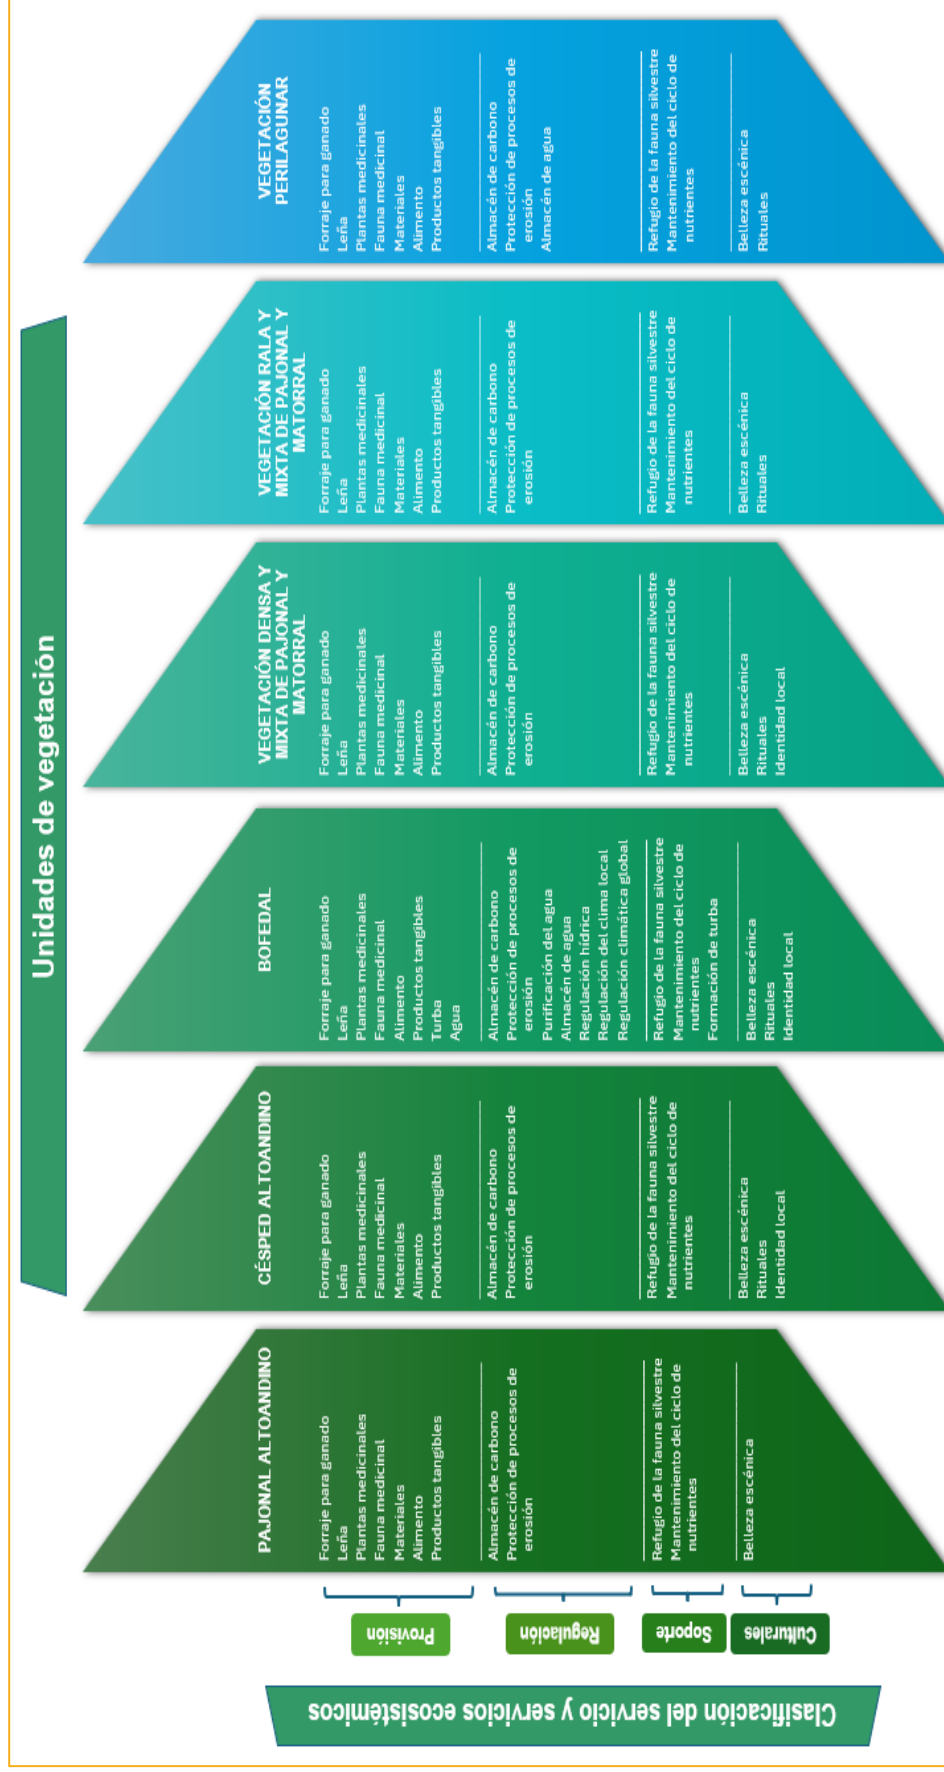 Unidades de vegetación
Clasificación del servicio y servicios ecosistémicos
Provisión
Regulación
Soporte
Culturales
PAJONAL ALTOANDINO
Forraje para ganado
Leña
Plantas medicinales
Fauna medicinal
Materiales
Alimento
Productos tangibles
Almacén de carbono
Protección de procesos de
erosión
Refugio de la fauna silvestre
Mantenimiento del ciclo de
nutrientes
Belleza escénica
CÉSPED ALTOANDINO
Forraje para ganado
Leña
Plantas medicinales
Fauna medicinal
Materiales
Alimento
Productos tangibles
Almacén de carbono
Protección de procesos de
erosión
Refugio de la fauna silvestre
Mantenimiento del ciclo de
nutrientes
Belleza escénica
Rituales
Identidad local
BOFEDAL
Forraje para ganado
Leña
Plantas medicinales
Fauna medicinal
Alimento
Productos tangibles
Turba
Agua
Almacén de carbono
Protección de procesos de
erosión
Purificación del agua
Almacén de agua
Regulación hídrica
Regulación del clima local
Regulación climática global
Refugio de la fauna silvestre
Mantenimiento del ciclo de
nutrientes
Formación de turba
Belleza escénica
Rituales
Identidad local
VEGETACIÓN DENSA Y
MIXTA DE PAJONAL Y
MATORRAL
Forraje para ganado
Leña
Plantas medicinales
Fauna medicinal
Materiales
Alimento
Productos tangibles
Almacén de carbono
Protección de procesos de
erosión
Refugio de la fauna silvestre
Mantenimiento del ciclo de
nutrientes
Belleza escénica
Rituales
Identidad local
VEGETACIÓN RALA Y
MIXTA DE PAJONAL Y
MATORRAL
Forraje para ganado
Leña
Plantas medicinales
Fauna medicinal
Materiales
Alimento
Productos tangibles
Almacén de carbono
Protección de procesos de
erosión
Refugio de la fauna silvestre
Mantenimiento del ciclo de
nutrientes
Belleza escénica
Rituales
VEGETACIÓN
PERILAGUNAR
Forraje para ganado
Leña
Plantas medicinales
Fauna medicinal
Materiales
Alimento
Productos tangibles
Almacén de carbono
Protección de procesos de
erosión
Almacén de agua
Refugio de la fauna silvestre
Mantenimiento del ciclo de
nutrientes
Belleza escénica
Rituales